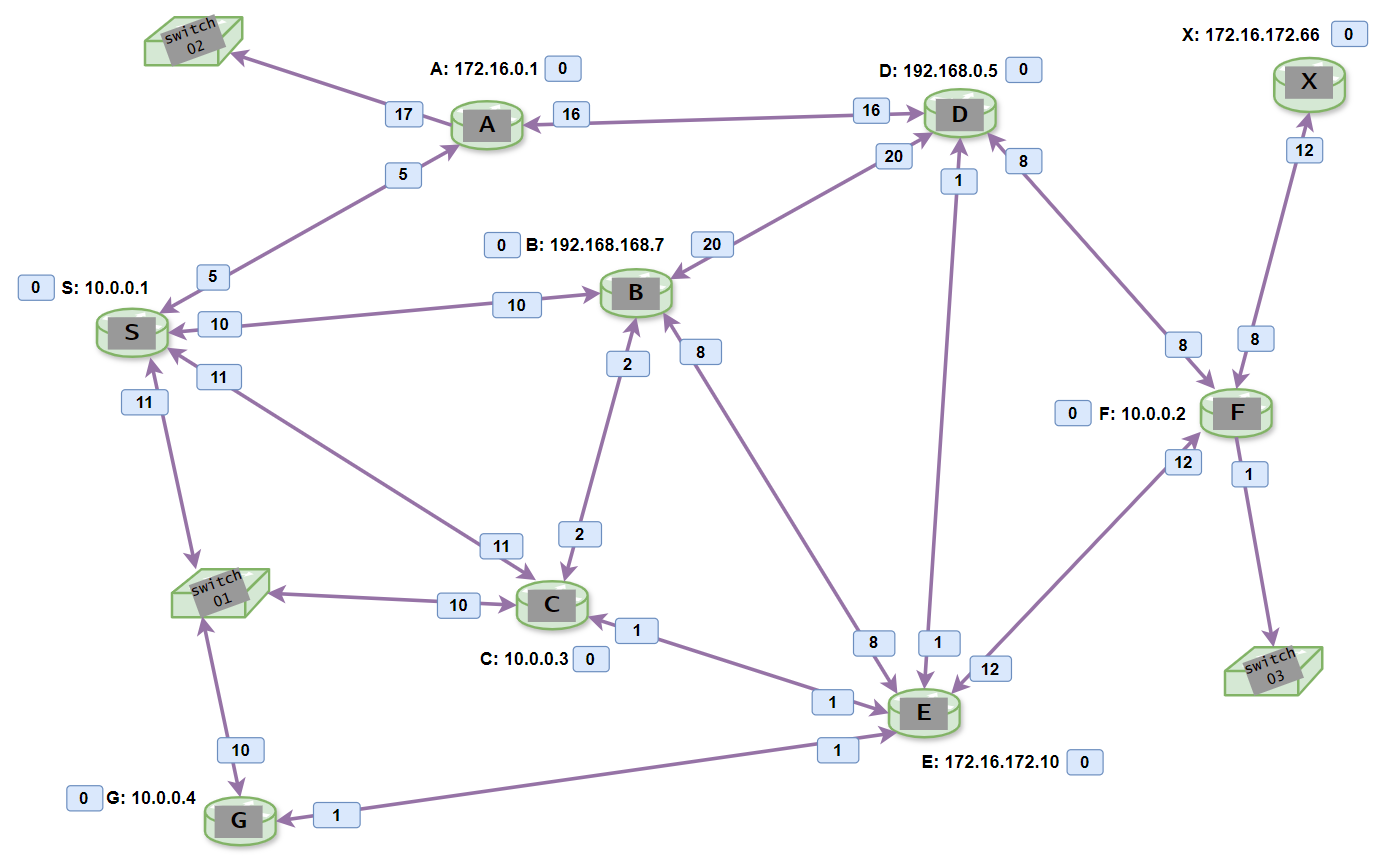 switch
02
X: 172.16.172.66 0
A: 172.16.0.1 0
D: 192.168.0.5 0
X
17
A
16
16
D
12
20
8
5
1
0 B: 192.168.168.7
20
5
0 S: 10.0.0.1
B
10
10
S
8
8
2
8
11
11
0 F: 10.0.0.2
F
12
1
2
11
switch
01
10
C
1
8
1
C: 10.0.0.3 0
12
switch
03
1
E
10
1
E: 172.16.172.10 0
0 G: 10.0.0.4
1
G